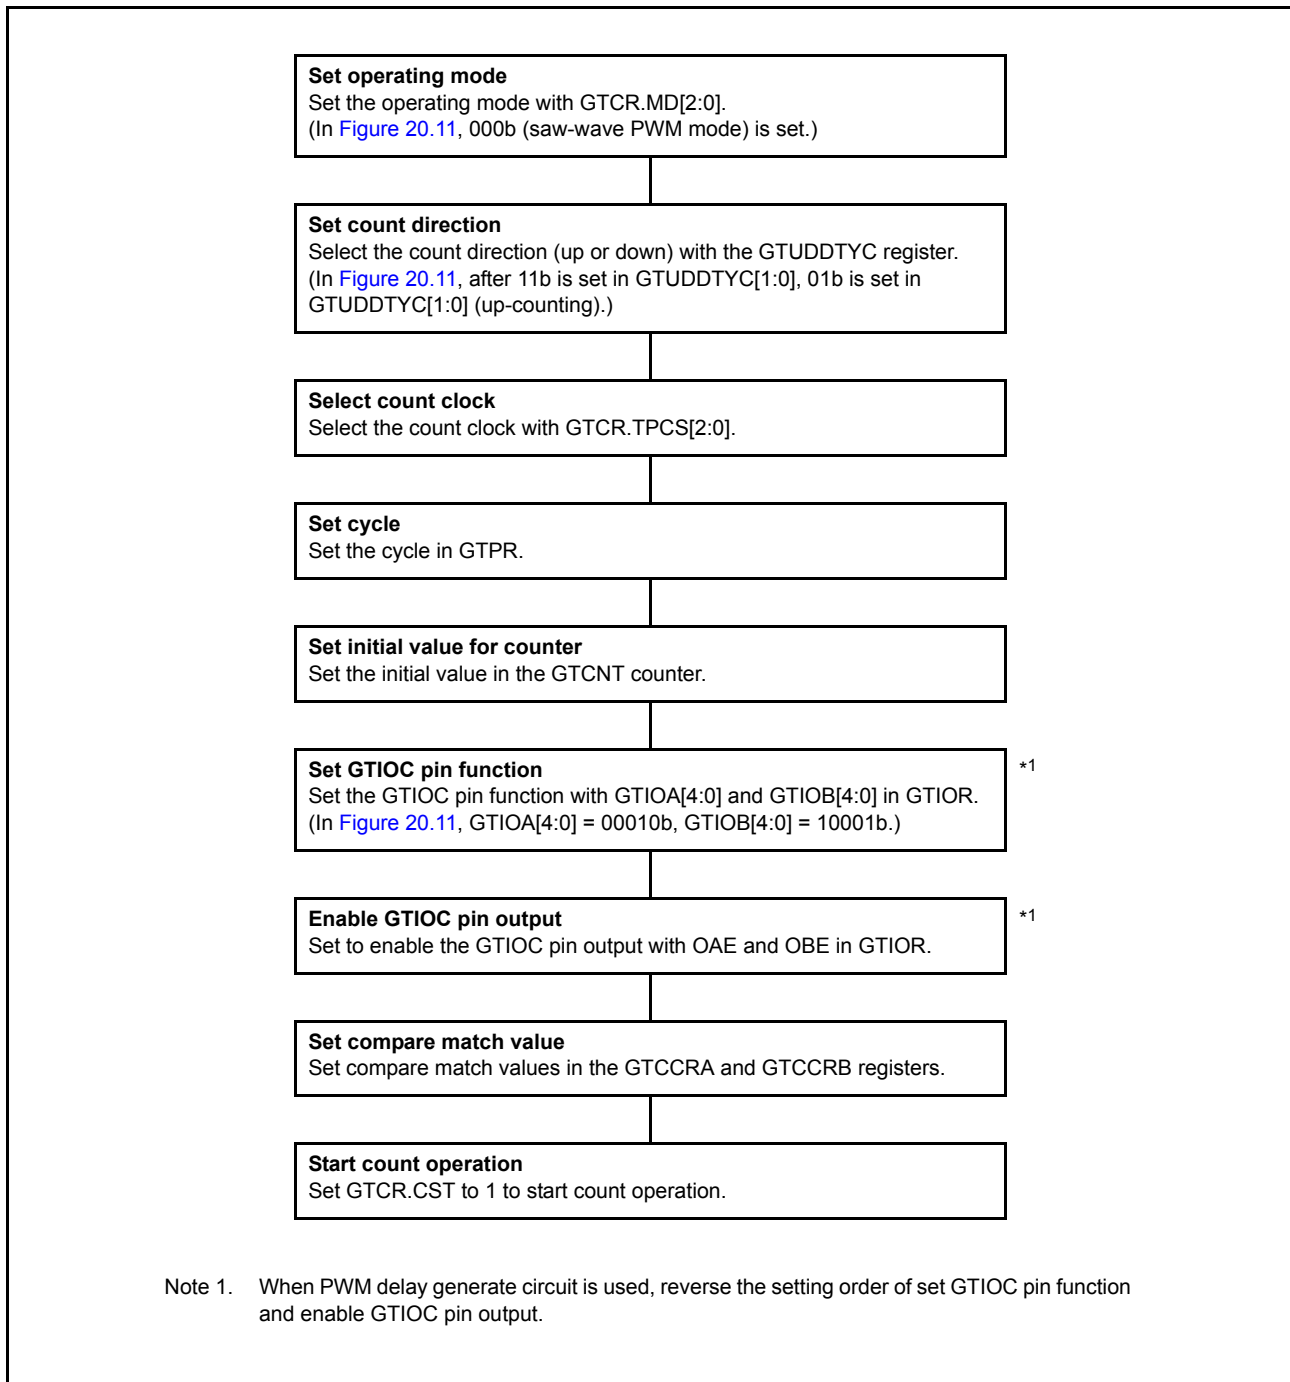 Set operating mode
Set the operating mode with GTCR.MD[2:0].
(In Figure 20.11, 000b (saw-wave PWM mode) is set.)
Set count direction
Select the count direction (up or down) with the GTUDDTYC register.
(In Figure 20.11, after 11b is set in GTUDDTYC[1:0], 01b is set in
GTUDDTYC[1:0] (up-counting).)
Select count clock
Select the count clock with GTCR.TPCS[2:0].
Set cycle
Set the cycle in GTPR.
Set initial value for counter
Set the initial value in the GTCNT counter.
Set GTIOC pin function *1
Set the GTIOC pin function with GTIOA[4:0] and GTIOB[4:0] in GTIOR.
(In Figure 20.11, GTIOA[4:0] = 00010b, GTIOB[4:0] = 10001b.)
Enable GTIOC pin output *1
Set to enable the GTIOC pin output with OAE and OBE in GTIOR.
Set compare match value
Set compare match values in the GTCCRA and GTCCRB registers.
Start count operation
Set GTCR.CST to 1 to start count operation.
Note 1. When PWM delay generate circuit is used, reverse the setting order of set GTIOC pin function
and enable GTIOC pin output.